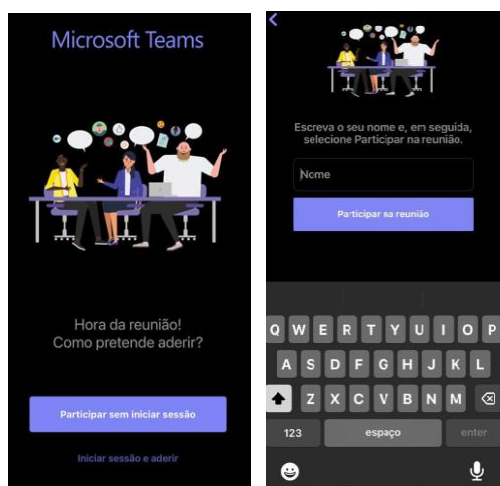 Microsoft Teams
Hora da reunião!
Como pretende aderir?
Participar sem iniciar sessão
Iniciar sessão e aderir
Escreva o seu nome e, em seguida,
selecione Participar na reunião.
Nome
Participar na reunião
Q W E R T Y U I O P
A S D F G H J K L
Z X C V B N M
123 espaço enter